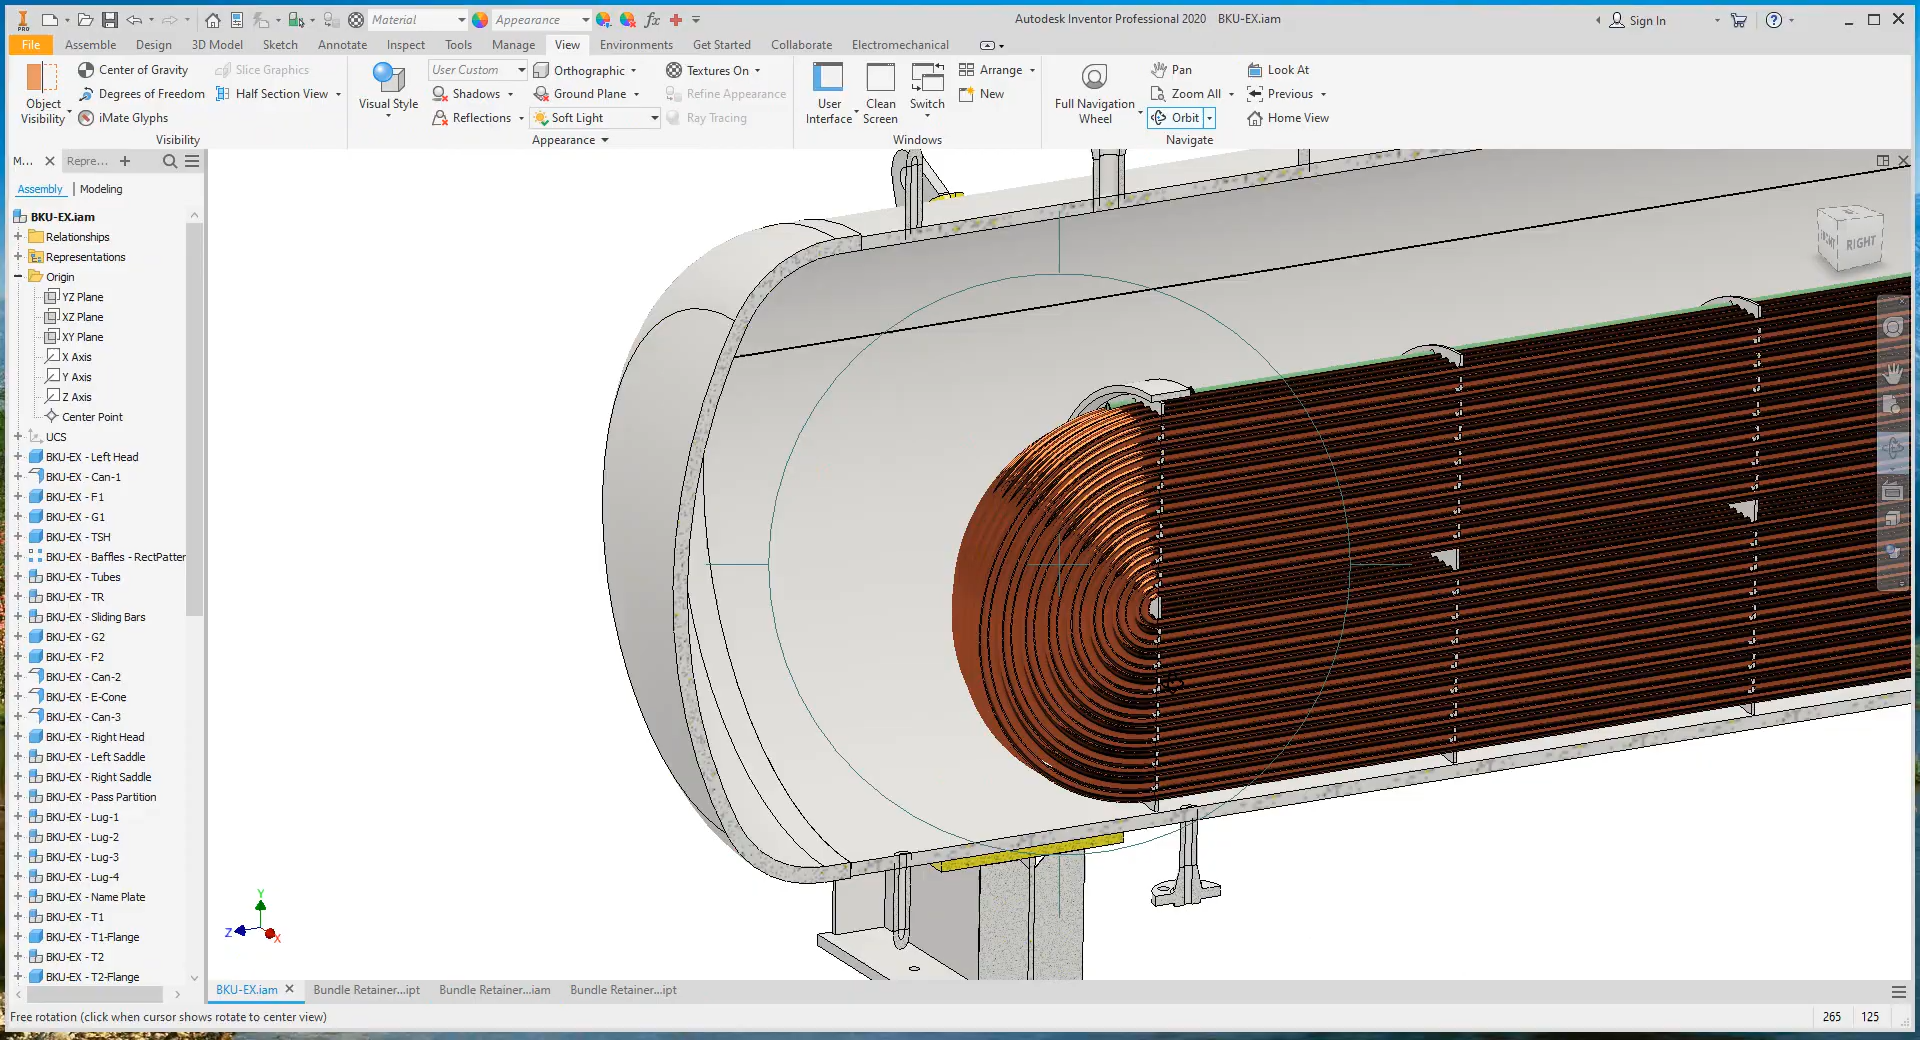 PRO
Material
Appearance
fx
Autodesk Inventor Professional 2020 BKU-EX.iam
Sign In
File
Assemble
Design
3D Model
Sketch
Annotate
Inspect
Tools
Manage
View
Environments
Get Started
Collaborate
Electromechanical
Object Visibility
Center of Gravity
Degrees of Freedom
iMate Glyphs
Slice Graphics
Half Section View
Visibility
Visual Style
User Custom
Shadows
Reflections
Orthographic
Ground Plane
Soft Light
Textures On
Refine Appearance
Ray Tracing
Appearance
User Interface
Clean Screen
Switch
Arrange
New
Windows
Full Navigation Wheel
Pan
Zoom All
Orbit
Look At
Previous
Home View
Navigate
M...
Repre...
Assembly
Modeling
BKU-EX.iam
Relationships
Representations
Origin
YZ Plane
XZ Plane
XY Plane
X Axis
Y Axis
Z Axis
Center Point
UCS
BKU-EX - Left Head
BKU-EX - Can-1
BKU-EX - F1
BKU-EX - G1
BKU-EX - TSH
BKU-EX - Baffles - RectPatter
BKU-EX - Tubes
BKU-EX - TR
BKU-EX - Sliding Bars
BKU-EX - G2
BKU-EX - F2
BKU-EX - Can-2
BKU-EX - E-Cone
BKU-EX - Can-3
BKU-EX - Right Head
BKU-EX - Left Saddle
BKU-EX - Right Saddle
BKU-EX - Pass Partition
BKU-EX - Lug-1
BKU-EX - Lug-2
BKU-EX - Lug-3
BKU-EX - Lug-4
BKU-EX - Name Plate
BKU-EX - T1
BKU-EX - T1-Flange
BKU-EX - T2
BKU-EX - T2-Flange
RIGHT
Y
Z
X
BKU-EX.iam
Bundle Retainer...ipt
Bundle Retainer...iam
Bundle Retainer...ipt
Free rotation (click when cursor shows rotate to center view)
265
125